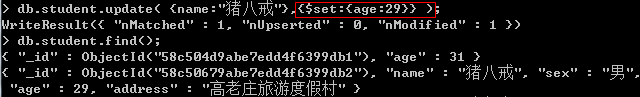 > db.student.update( {name:"猪八戒"},{$set:{age:29}} );
WriteResult({ "nMatched" : 1, "nUpserted" : 0, "nModified" : 1 })
> db.student.find();
{ "_id" : ObjectId("58c504d9abe7edd4f6399db1"), "age" : 31 }
{ "_id" : ObjectId("58c50679abe7edd4f6399db2"), "name" : "猪八戒", "sex" : "男",
"age" : 29, "address" : "高老庄旅游度假村" }